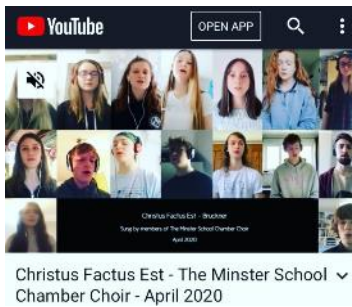 YouTube OPEN APP
Christus Factus Est - Bruckner
Sung by members of The Minster School Chamber Choir
April 2020
Christus Factus Est - The Minster School
Chamber Choir - April 2020